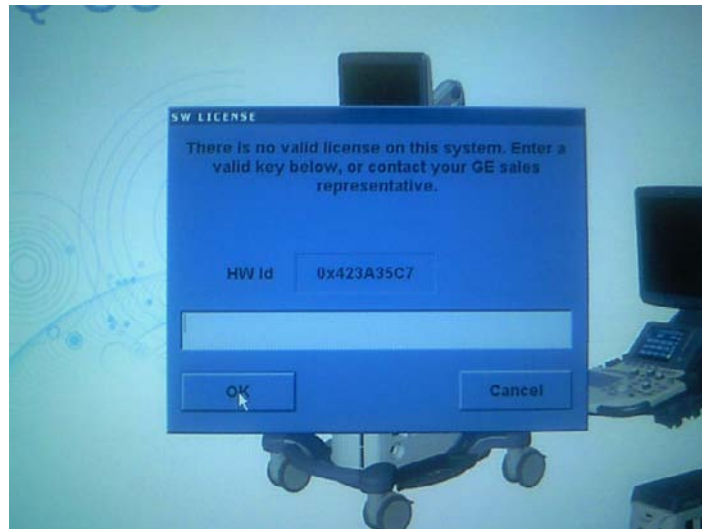 SW LICENSE
There is no valid license on this system. Enter a
valid key below, or contact your GE sales
representative.
HW Id 0x423A35C7
OK Cancel